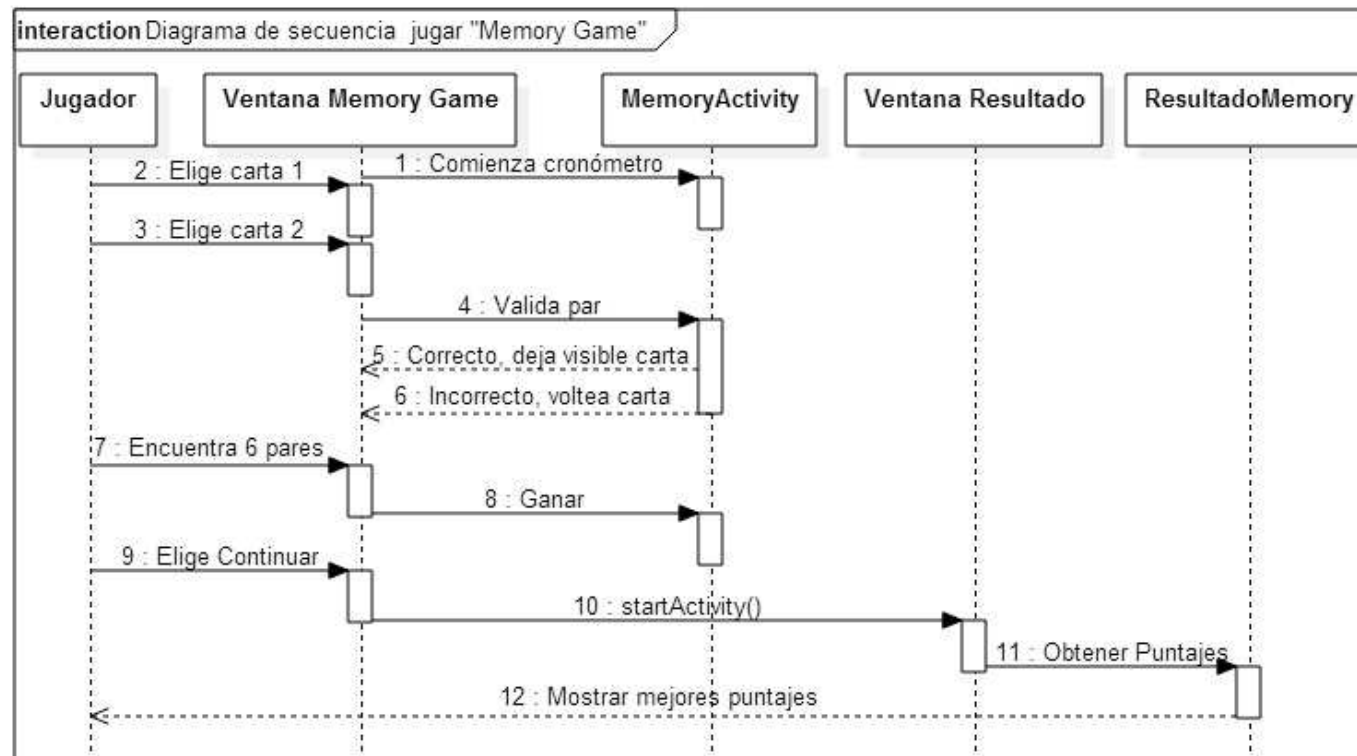 interaction Diagrama de secuencia jugar "Memory Game"
Jugador
Ventana Memory Game
MemoryActivity
Ventana Resultado
ResultadoMemory
1 : Comienza cronómetro
2 : Elige carta 1
3 : Elige carta 2
4 : Valida par
5 : Correcto, deja visible carta
6 : Incorrecto, voltea carta
7 : Encuentra 6 pares
8 : Ganar
9 : Elige Continuar
10 : startActivity()
11 : Obtener Puntajes
12 : Mostrar mejores puntajes